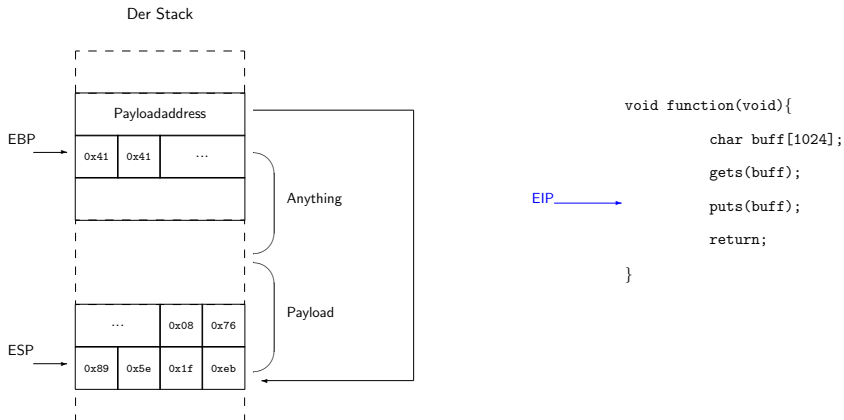 Der Stack
Payloadaddress
EBP
0x41 0x41 ...
Anything
Payload
... 0x08 0x76
ESP
0x89 0x5e 0x1f 0xeb
void function(void){
char buff[1024];
gets(buff);
EIP
puts(buff);
return;
}